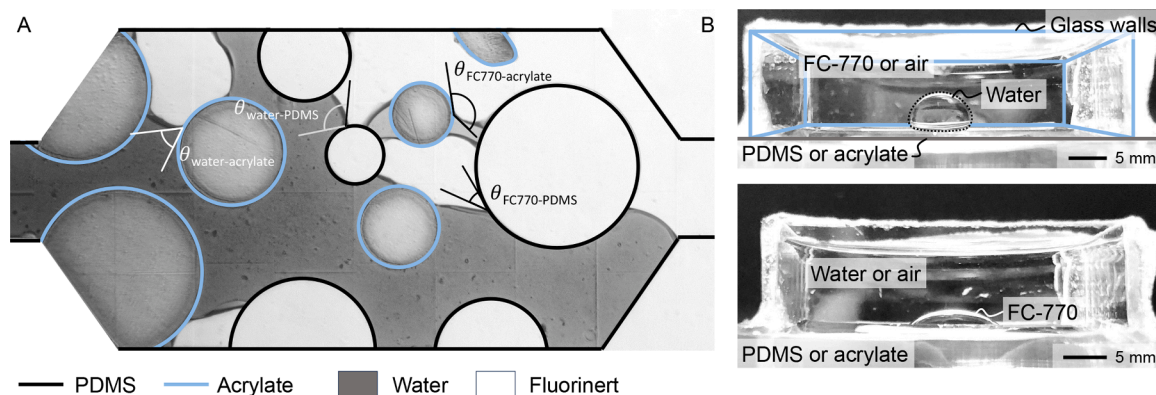 A
θwater-PDMS
θFC770-acrylate
θwater-acrylate
θFC770-PDMS
PDMS
Acrylate
Water
Fluorinert
B
Glass walls
FC-770 or air
Water
PDMS or acrylate
5 mm
Water or air
FC-770
PDMS or acrylate
5 mm